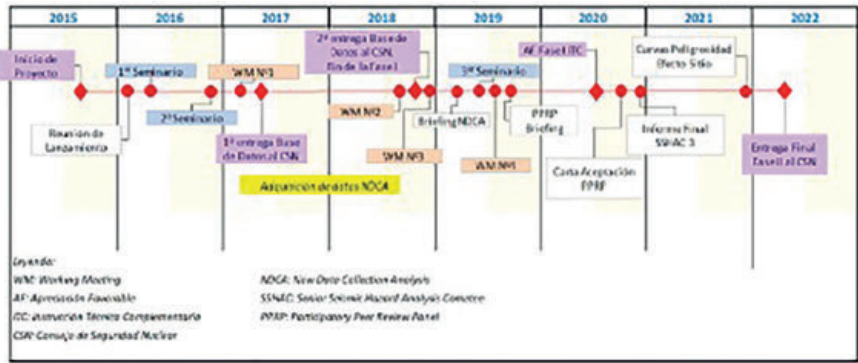 2015 2016 2017 2018 2019 2020 2021 2022
Inicio de
Proyecto
1er Seminario
WM Nº1
2ª entrega Base de
Datos al CSN.
Fin de la Fase I
3er Seminario
AF Fase I ITC
Curvas Peligrosidad
Efecto Sitio
Reunión de
Lanzamiento
2º Seminario
1ª entrega Base
de Datos al CSN
WM Nº2
WM Nº3
Briefing NDCA
WM Nº4
PPRP
Briefing
Carta Aceptación
PPRP
Informe Final
SSHAC 3
Entrega Final
Fase II al CSN
Adquisición de datos NDCA
Leyenda:
WM: Working Meeting
AF: Apreciación Favorable
ITC: Instrucción Técnica Complementaria
CSN: Consejo de Seguridad Nuclear
NDCA: New Data Collection Analysis
SSHAC: Senior Seismic Hazard Analysis
PPRP: Participatory Peer Review Panel